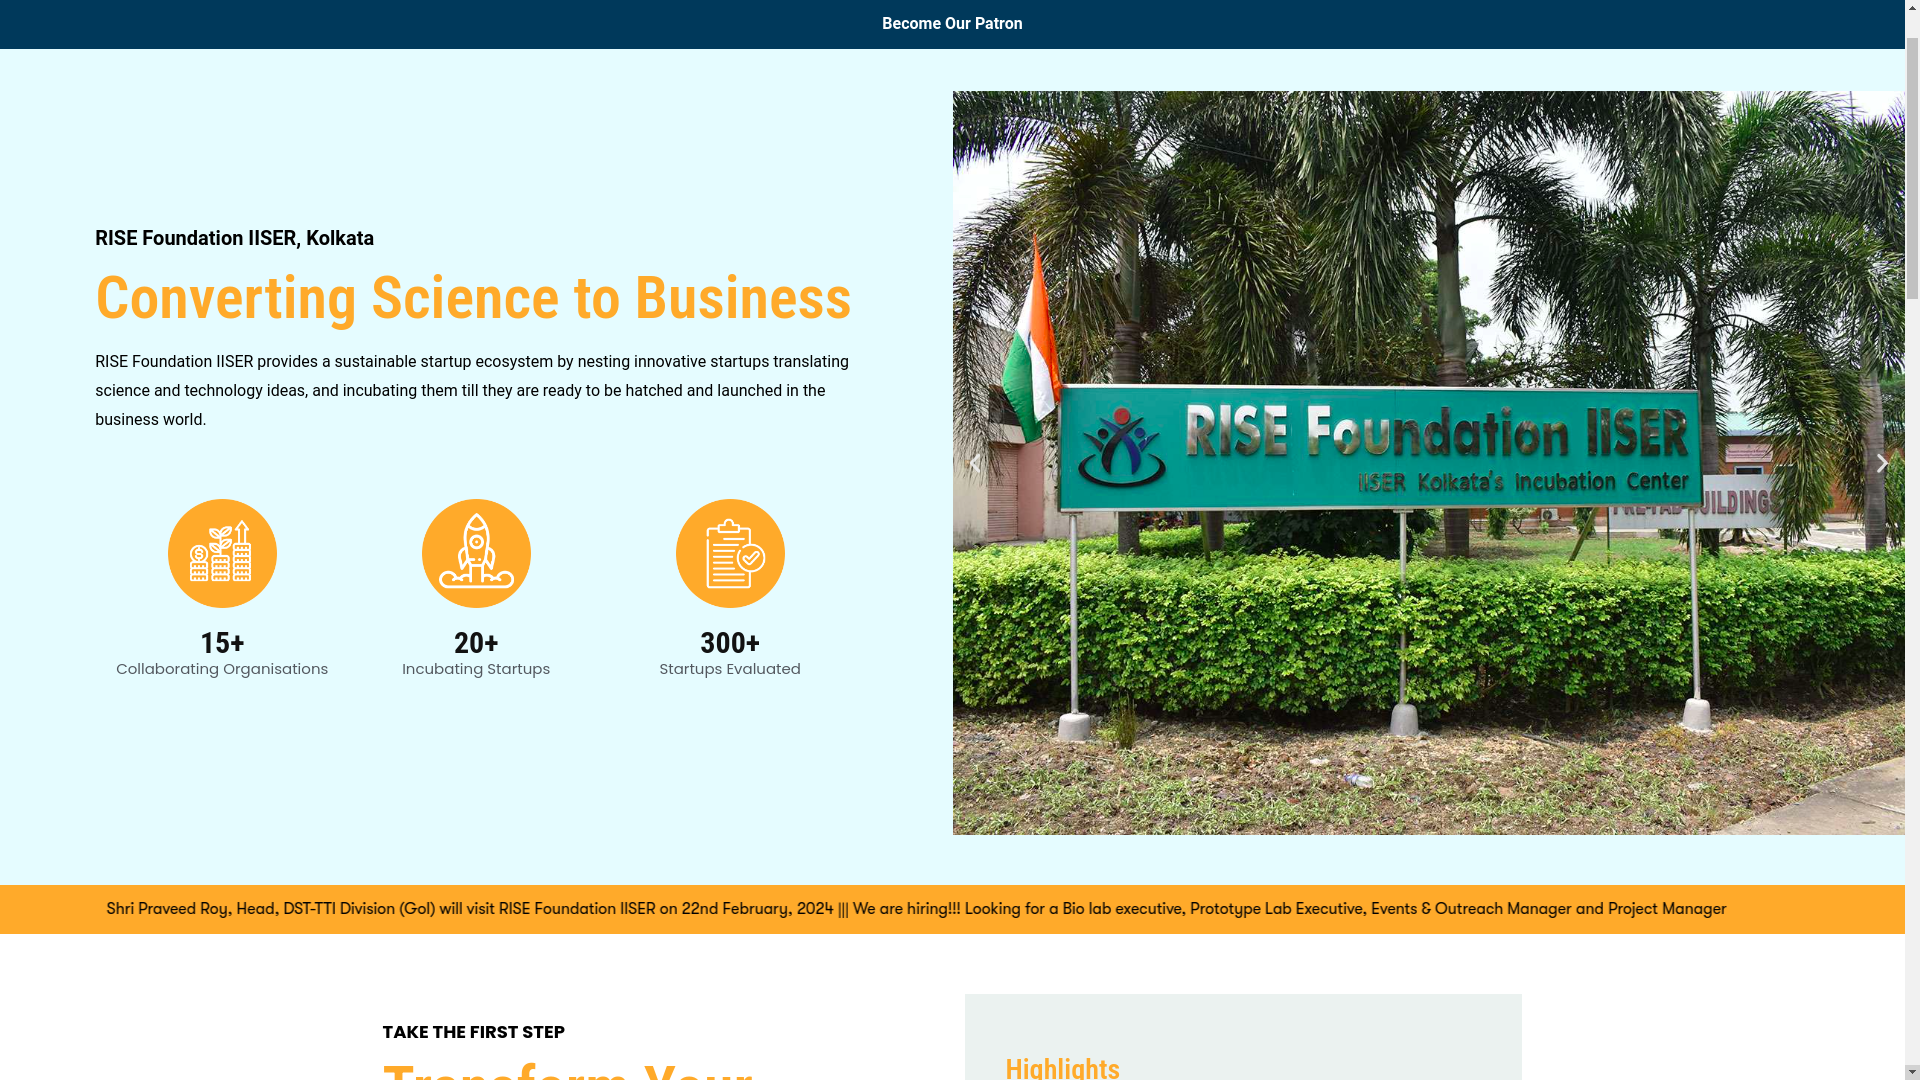 Become Our Patron
RISE Foundation IISER, Kolkata
Converting Science to Business
RISE Foundation IISER provides a sustainable startup ecosystem by nesting innovative startups translating
science and technology ideas, and incubating them till they are ready to be hatched and launched in the
business world.
15+
Collaborating Organisations
20+
Incubating Startups
300+
Startups Evaluated
RISE Foundation IISER
IISER Kolkata's Incubation Center
PRE-FAB BUILDINGS
Shri Praveed Roy, Head, DST-TTI Division (GoI) will visit RISE Foundation IISER on 22nd February, 2024 ||| We are hiring!!! Looking for a Bio lab executive, Prototype Lab Executive, Events & Outreach Manager and Project Manager
TAKE THE FIRST STEP
Transform Your
Highlights